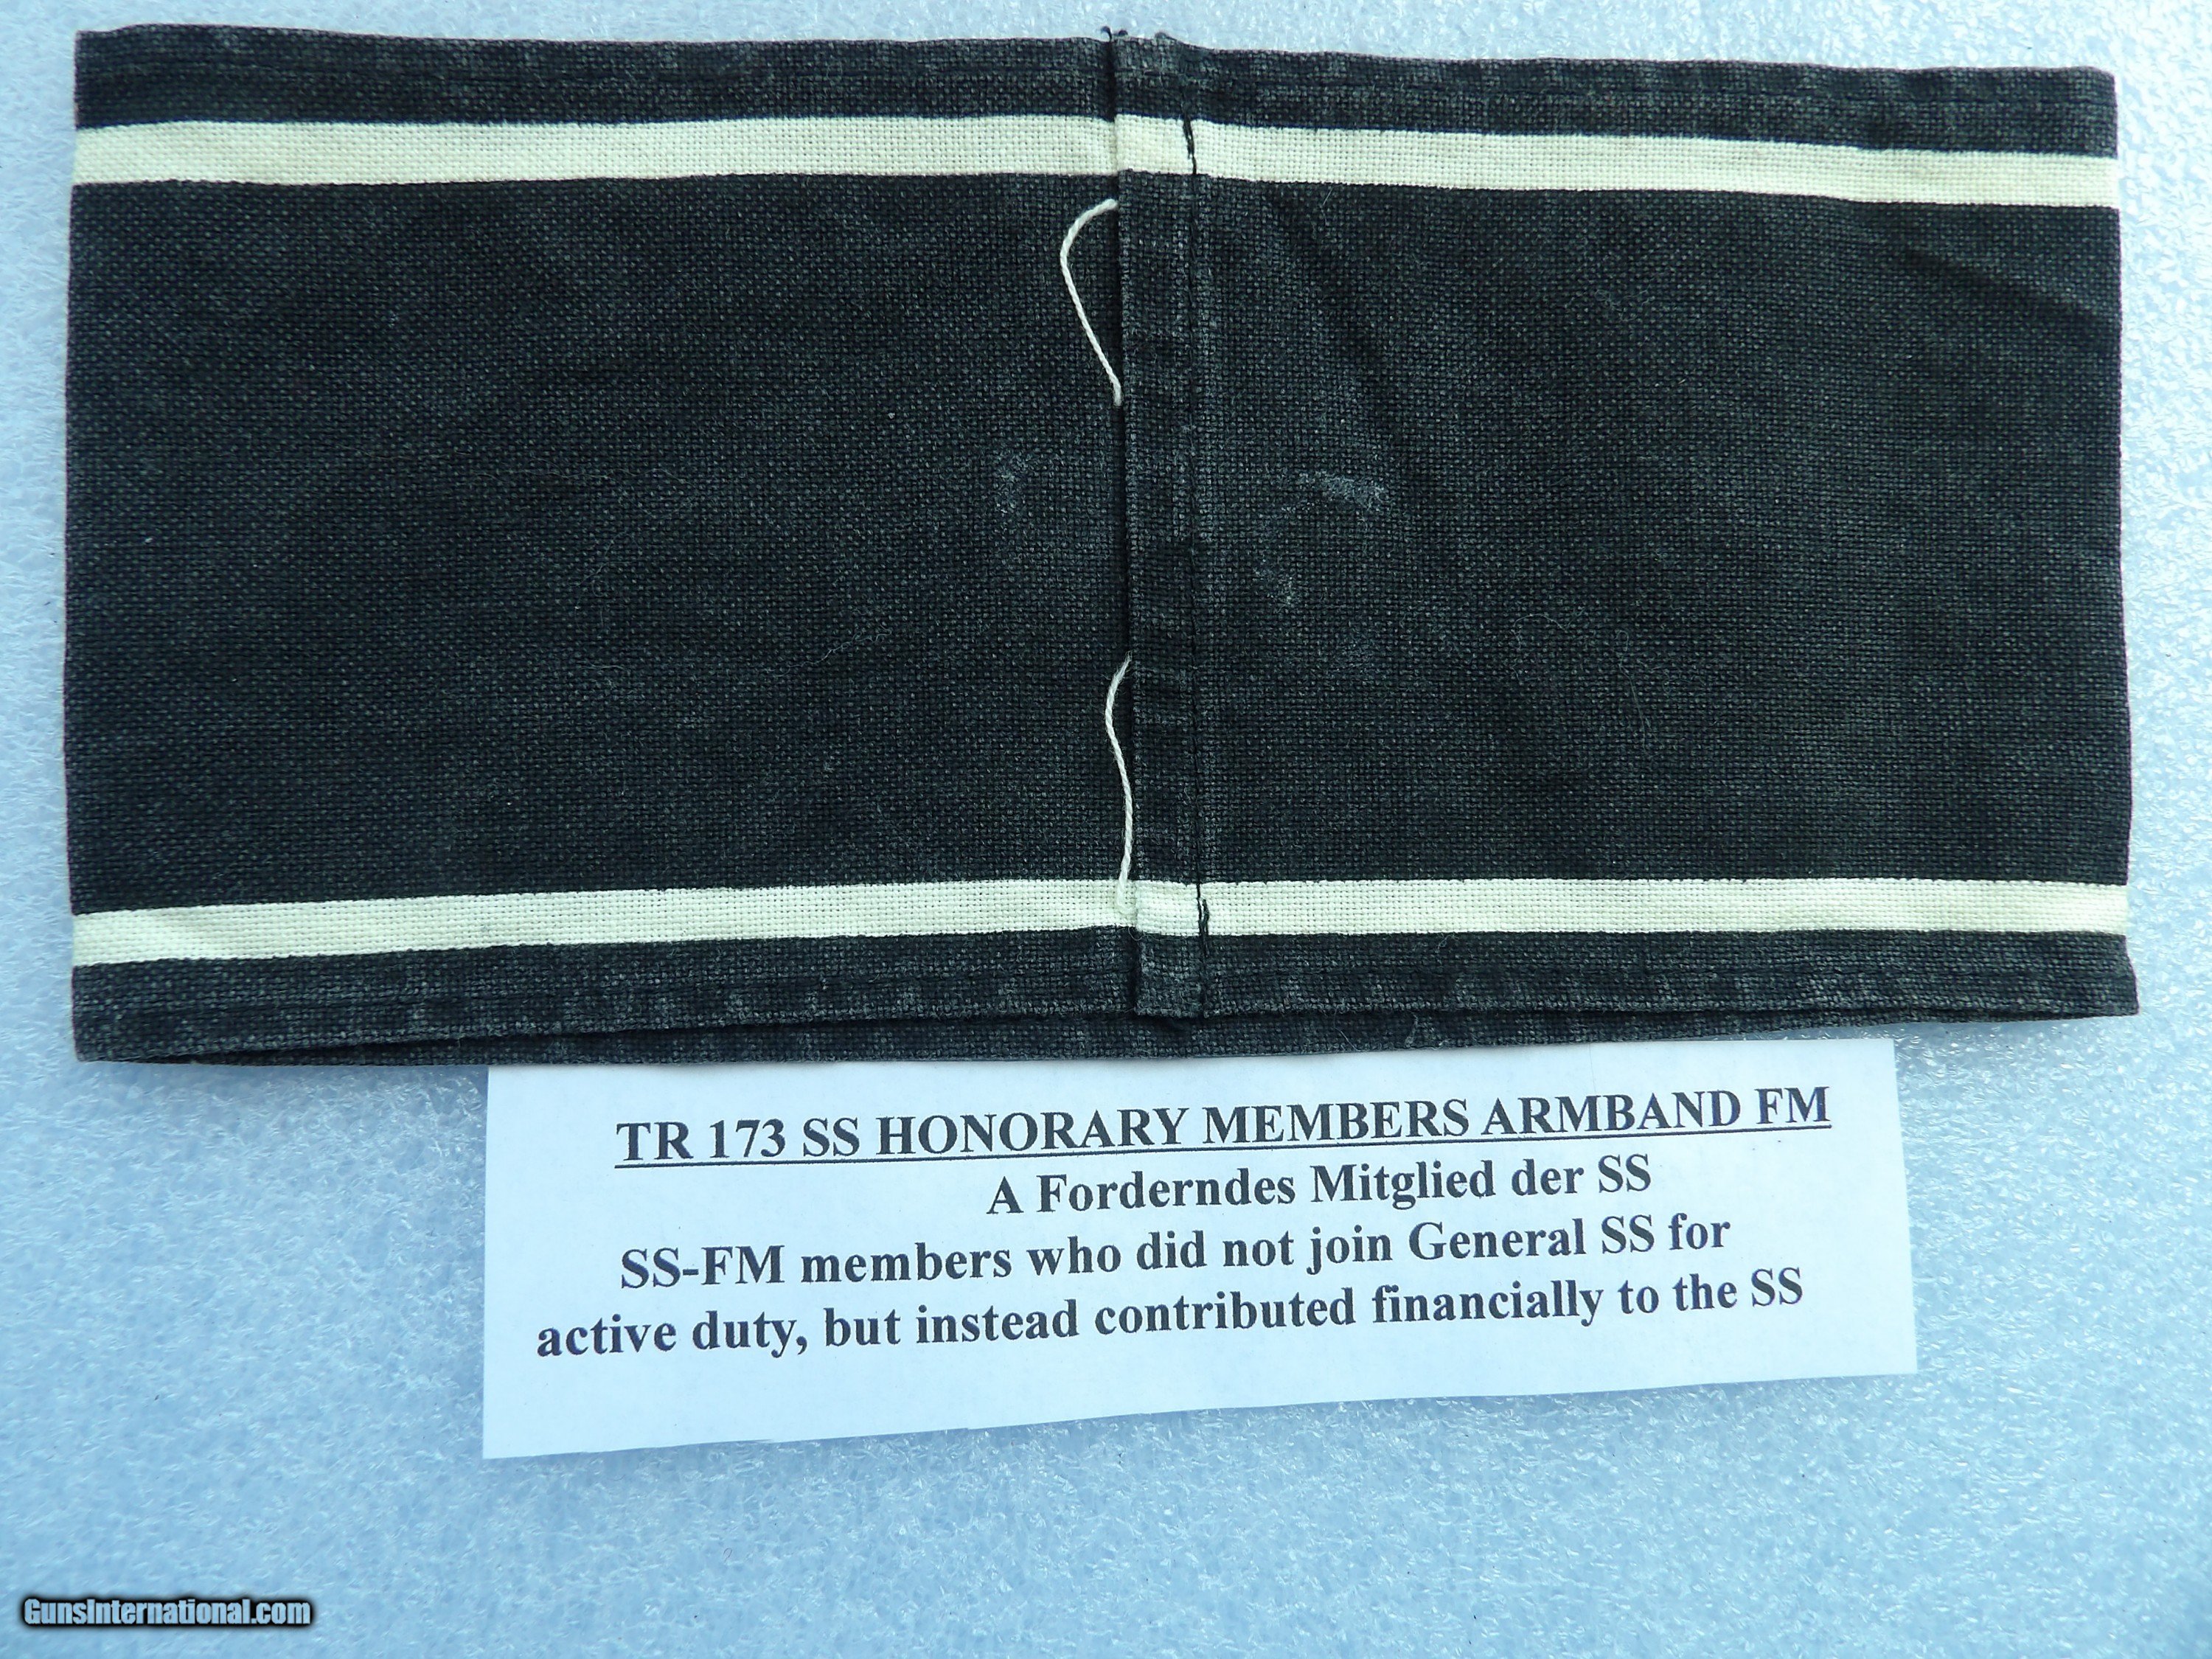 TR 173 SS HONORARY MEMBERS ARMBAND FM
A Forderndes Mitglied der SS
SS-FM members who did not join General SS for
active duty, but instead contributed financially to the SS
GunsInternational.com